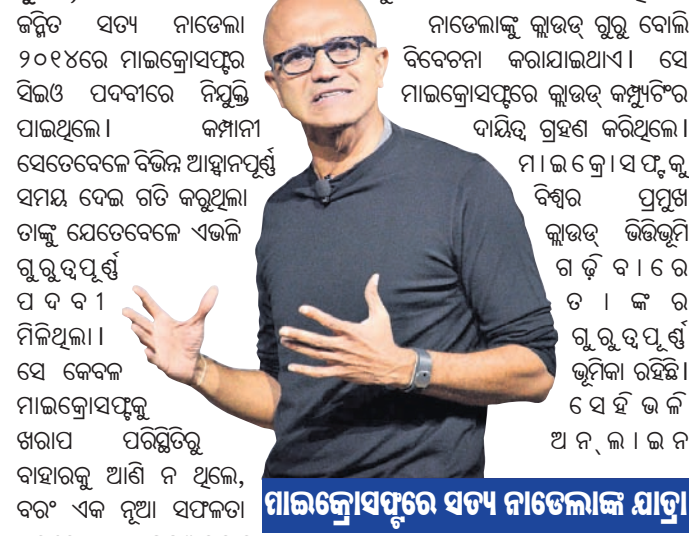 ଜନ୍ମିତ ସତ୍ୟ ନାଡେଲା
୨୦୧୪ରେ ମାଇକ୍ରୋସଫ୍ଟର
ସିଇଓ ପଦବୀରେ ନିଯୁକ୍ତି
ପାଇଥିଲେ। କମ୍ପାନୀ
ସେତେବେଳେ ବିଭିନ୍ନ ଆହ୍ୱାନପୂର୍ଣ୍ଣ
ସମୟ ଦେଇ ଗତି କରୁଥିଲା
ତାଙ୍କୁ ଯେତେବେଳେ ଏଭଳି
ଗୁରୁତ୍ୱପୂର୍ଣ୍ଣ
ପଦବୀ
ମିଳିଥିଲା।
ସେ କେବଳ
ମାଇକ୍ରୋସଫ୍ଟକୁ
ଖରାପ ପରିସ୍ଥିତିରୁ
ବାହାରକୁ ଆଣି ନ ଥିଲେ,
ବରଂ ଏକ ନୂଆ ସଫଳତା
ନାଡେଲାଙ୍କୁ କ୍ଲାଉଡ୍ ଗୁରୁ ବୋଲି
ବିବେଚନା କରାଯାଇଥାଏ। ସେ
ମାଇକ୍ରୋସଫ୍ଟରେ କ୍ଲାଉଡ୍ କମ୍ପ୍ୟୁଟିଂର
ଦାୟିତ୍ୱ ଗ୍ରହଣ କରିଥିଲେ।
ମାଇକ୍ରୋସଫ୍ଟକୁ
ବିଶ୍ୱର ପ୍ରମୁଖ
କ୍ଲାଉଡ୍ ଭିତ୍ତିଭୂମି
ଗଢ଼ିବାରେ
ତାଙ୍କର
ଗୁରୁତ୍ୱପୂର୍ଣ୍ଣ
ଭୂମିକା ରହିଛି।
ସେହିଭଳି
ଅନ୍‌ଲାଇନ
ମାଇକ୍ରୋସଫ୍ଟରେ ସତ୍ୟ ନାଡେଲାଙ୍କ ଯାତ୍ରା